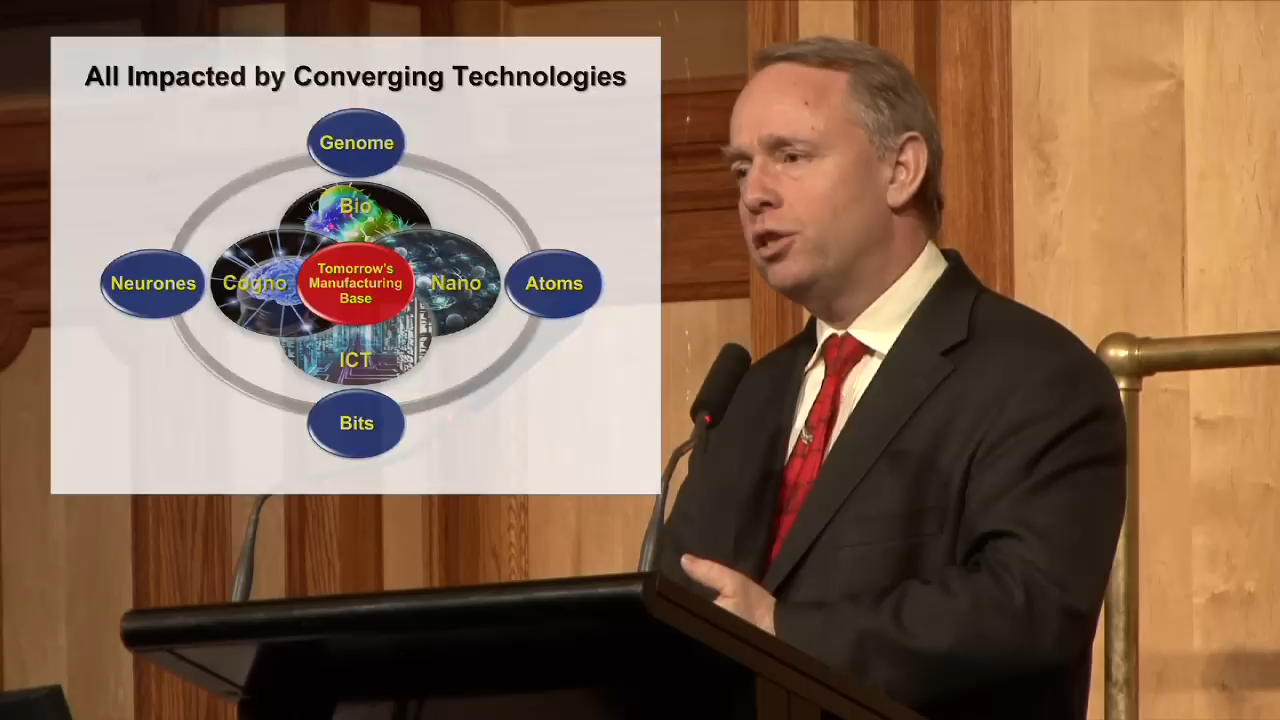 All Impacted by Converging Technologies
Genome
Bio
Neurones
Cogno
Tomorrow's
Manufacturing
Base
Nano
Atoms
ICT
Bits